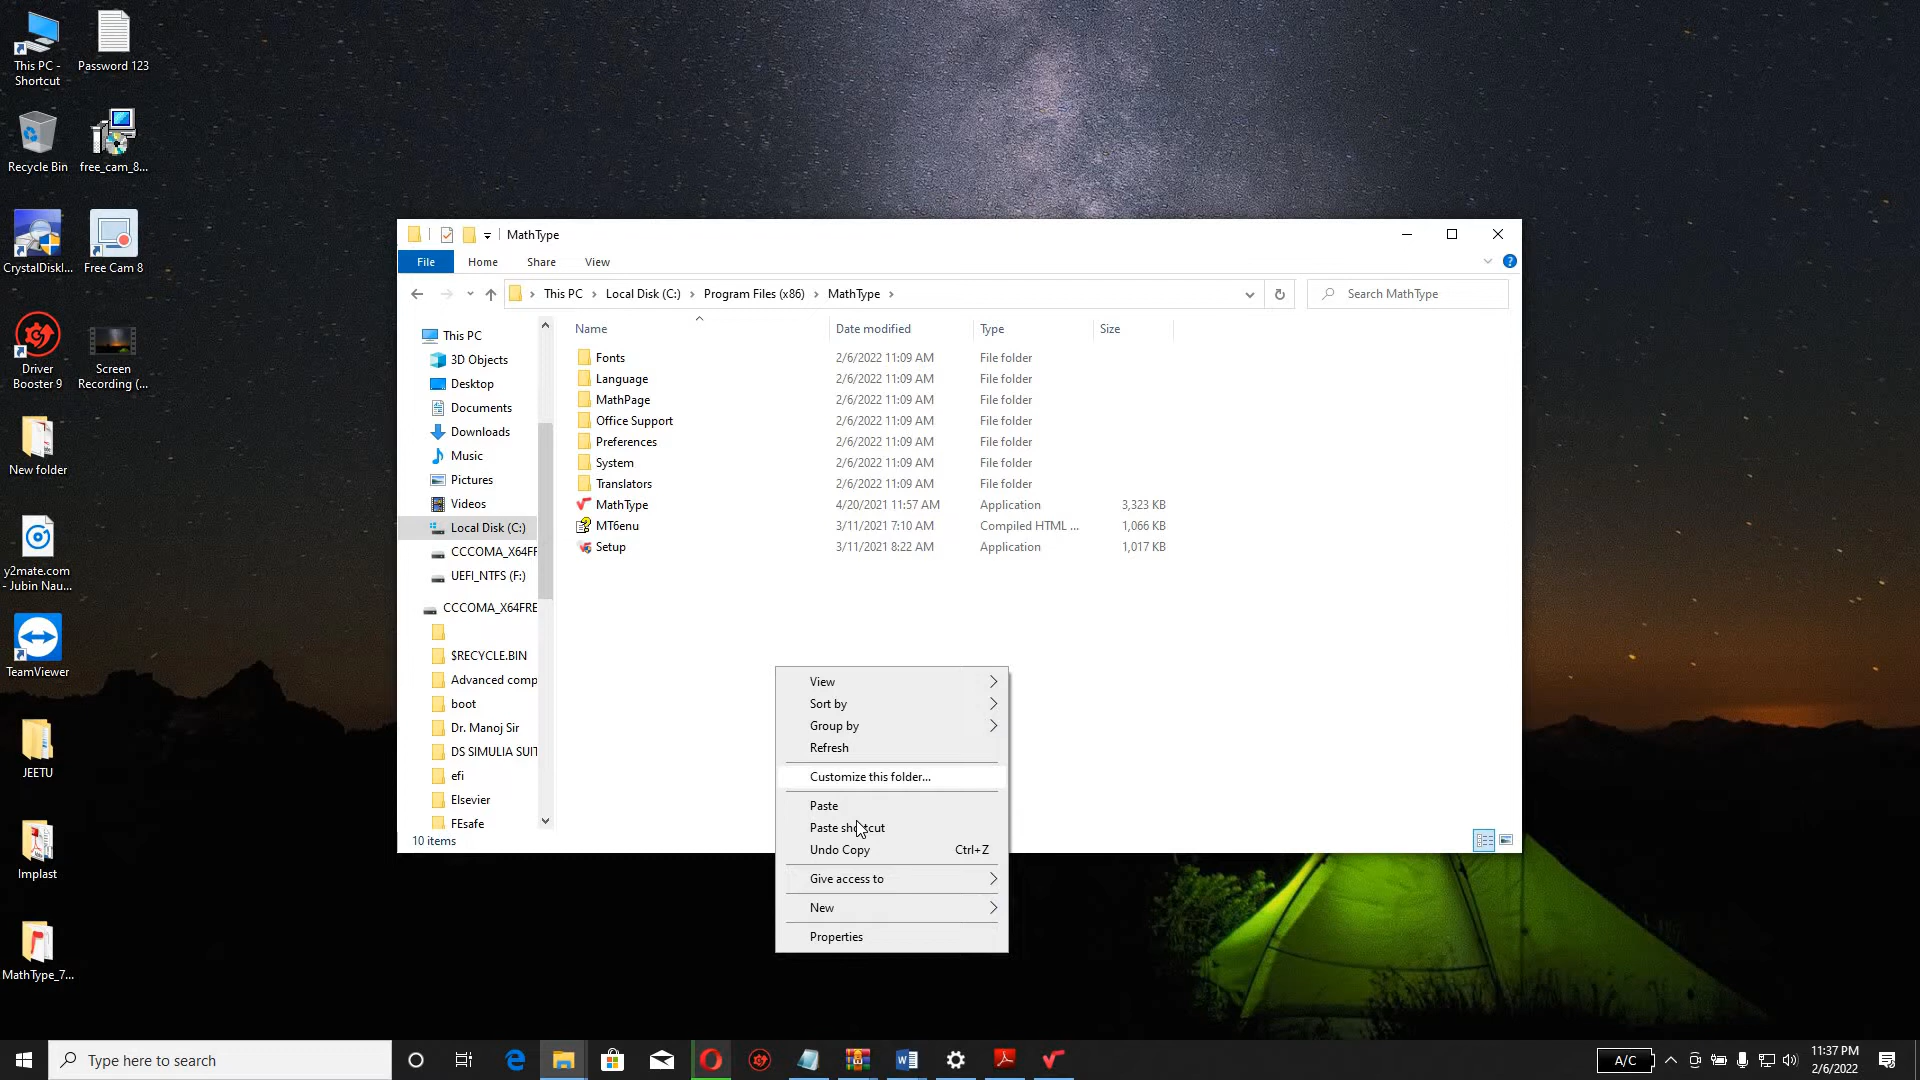 This PC -
Shortcut
Password 123
Recycle Bin
free_cam_8...
CrystalDiskI...
Free Cam 8
Driver
Booster 9
Screen
Recording (...
New folder
y2mate.com
- Jubin Nau...
TeamViewer
JEETU
Implast
MathType_7...
MathType
File
Home
Share
View
This PC
Local Disk (C:)
Program Files (x86)
MathType
Search MathType
This PC
3D Objects
Desktop
Documents
Downloads
Music
Pictures
Videos
Local Disk (C:)
CCCOMA_X64FF
UEFI_NTFS (F:)
CCCOMA_X64FRE
$RECYCLE.BIN
Advanced comp
boot
Dr. Manoj Sir
DS SIMULIA SUIT
efi
Elsevier
FEsafe
Name Date modified Type Size
Fonts 2/6/2022 11:09 AM File folder
Language 2/6/2022 11:09 AM File folder
MathPage 2/6/2022 11:09 AM File folder
Office Support 2/6/2022 11:09 AM File folder
Preferences 2/6/2022 11:09 AM File folder
System 2/6/2022 11:09 AM File folder
Translators 2/6/2022 11:09 AM File folder
MathType 4/20/2021 11:57 AM Application 3,323 KB
MT6enu 3/11/2021 7:10 AM Compiled HTML ... 1,066 KB
Setup 3/11/2021 8:22 AM Application 1,017 KB
10 items
View
Sort by
Group by
Refresh
Customize this folder...
Paste
Paste shortcut
Undo Copy Ctrl+Z
Give access to
New
Properties
Type here to search
A/C
11:37 PM
2/6/2022